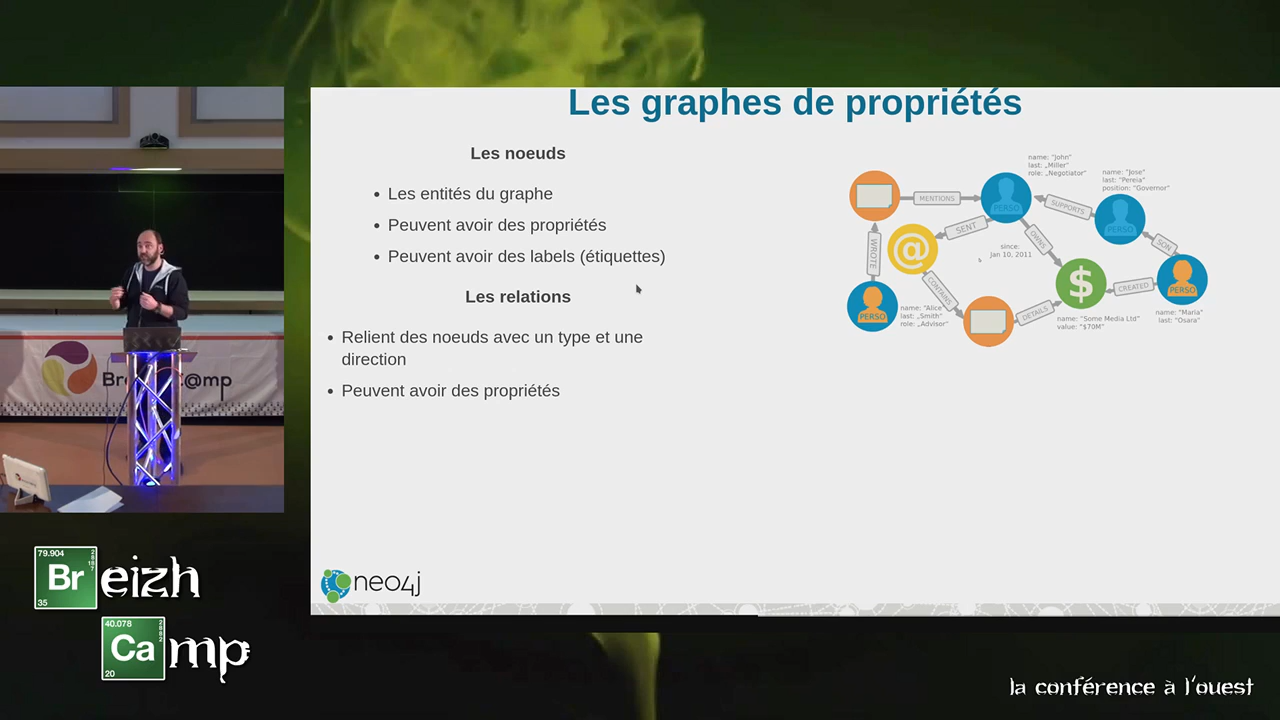 Les graphes de propriétés
Les noeuds
• Les entités du graphe
• Peuvent avoir des propriétés
• Peuvent avoir des labels (étiquettes)
Les relations
• Relient des noeuds avec un type et une
direction
• Peuvent avoir des propriétés
name: "John"
last: „Miller"
role: „Negotiator"
name: "Jose"
last: "Pereia"
position: "Governor"
MENTIONS
PERSO
SUPPORTS
PERSO
SENT
@
WROTE
OWNS
SON
since:
Jan 10, 2011
s
CONTAINS
$
CREATED
PERSO
PERSO
name: "Alice"
last: „Smith"
role: „Advisor"
DETAILS
name: "Some Media Ltd"
value: "$70M"
name: "Maria"
last: "Osara"
neo4j
79.904
Breizh
35
40.078
Camp
20
la conférence à l'ouest